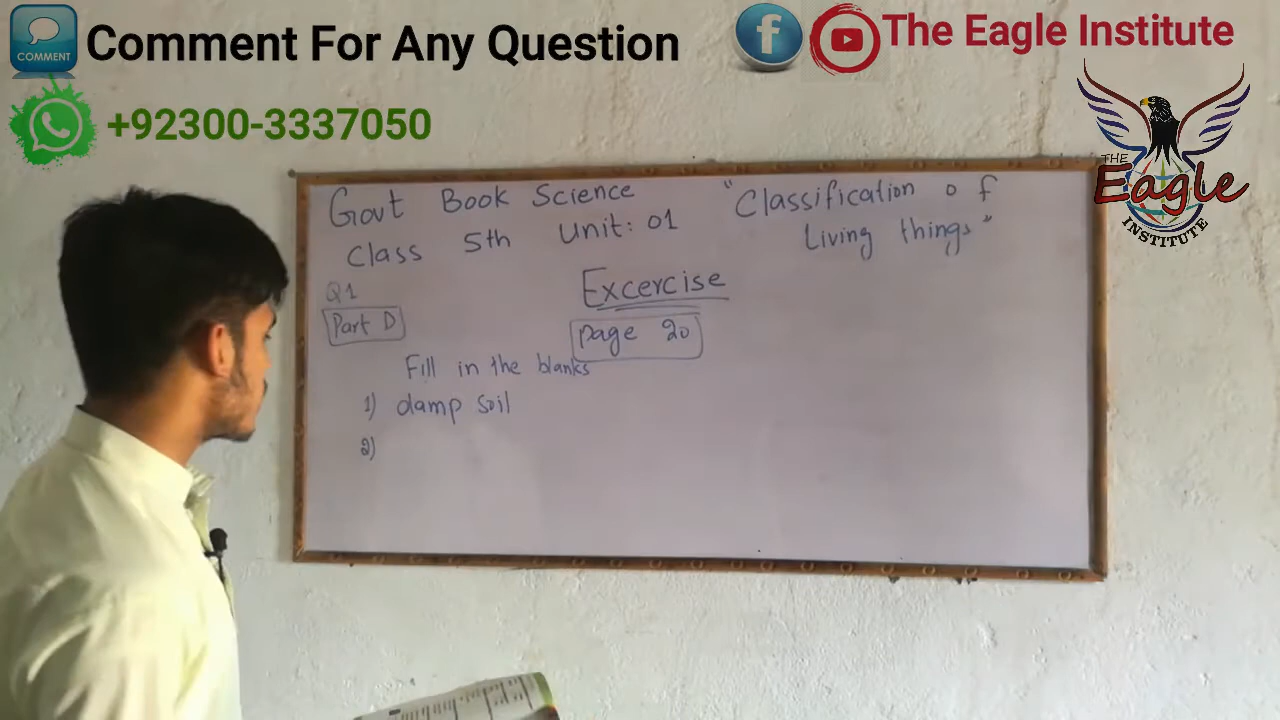 COMMENT
Comment For Any Question
The Eagle Institute
+92300-3337050
THE
Eagle
INSTITUTE
Govt Book Science
Class 5th Unit: 01
"Classification of
Living things"
Excercise
Page 20
Q1
Part D
Fill in the blanks
1) damp soil
2)